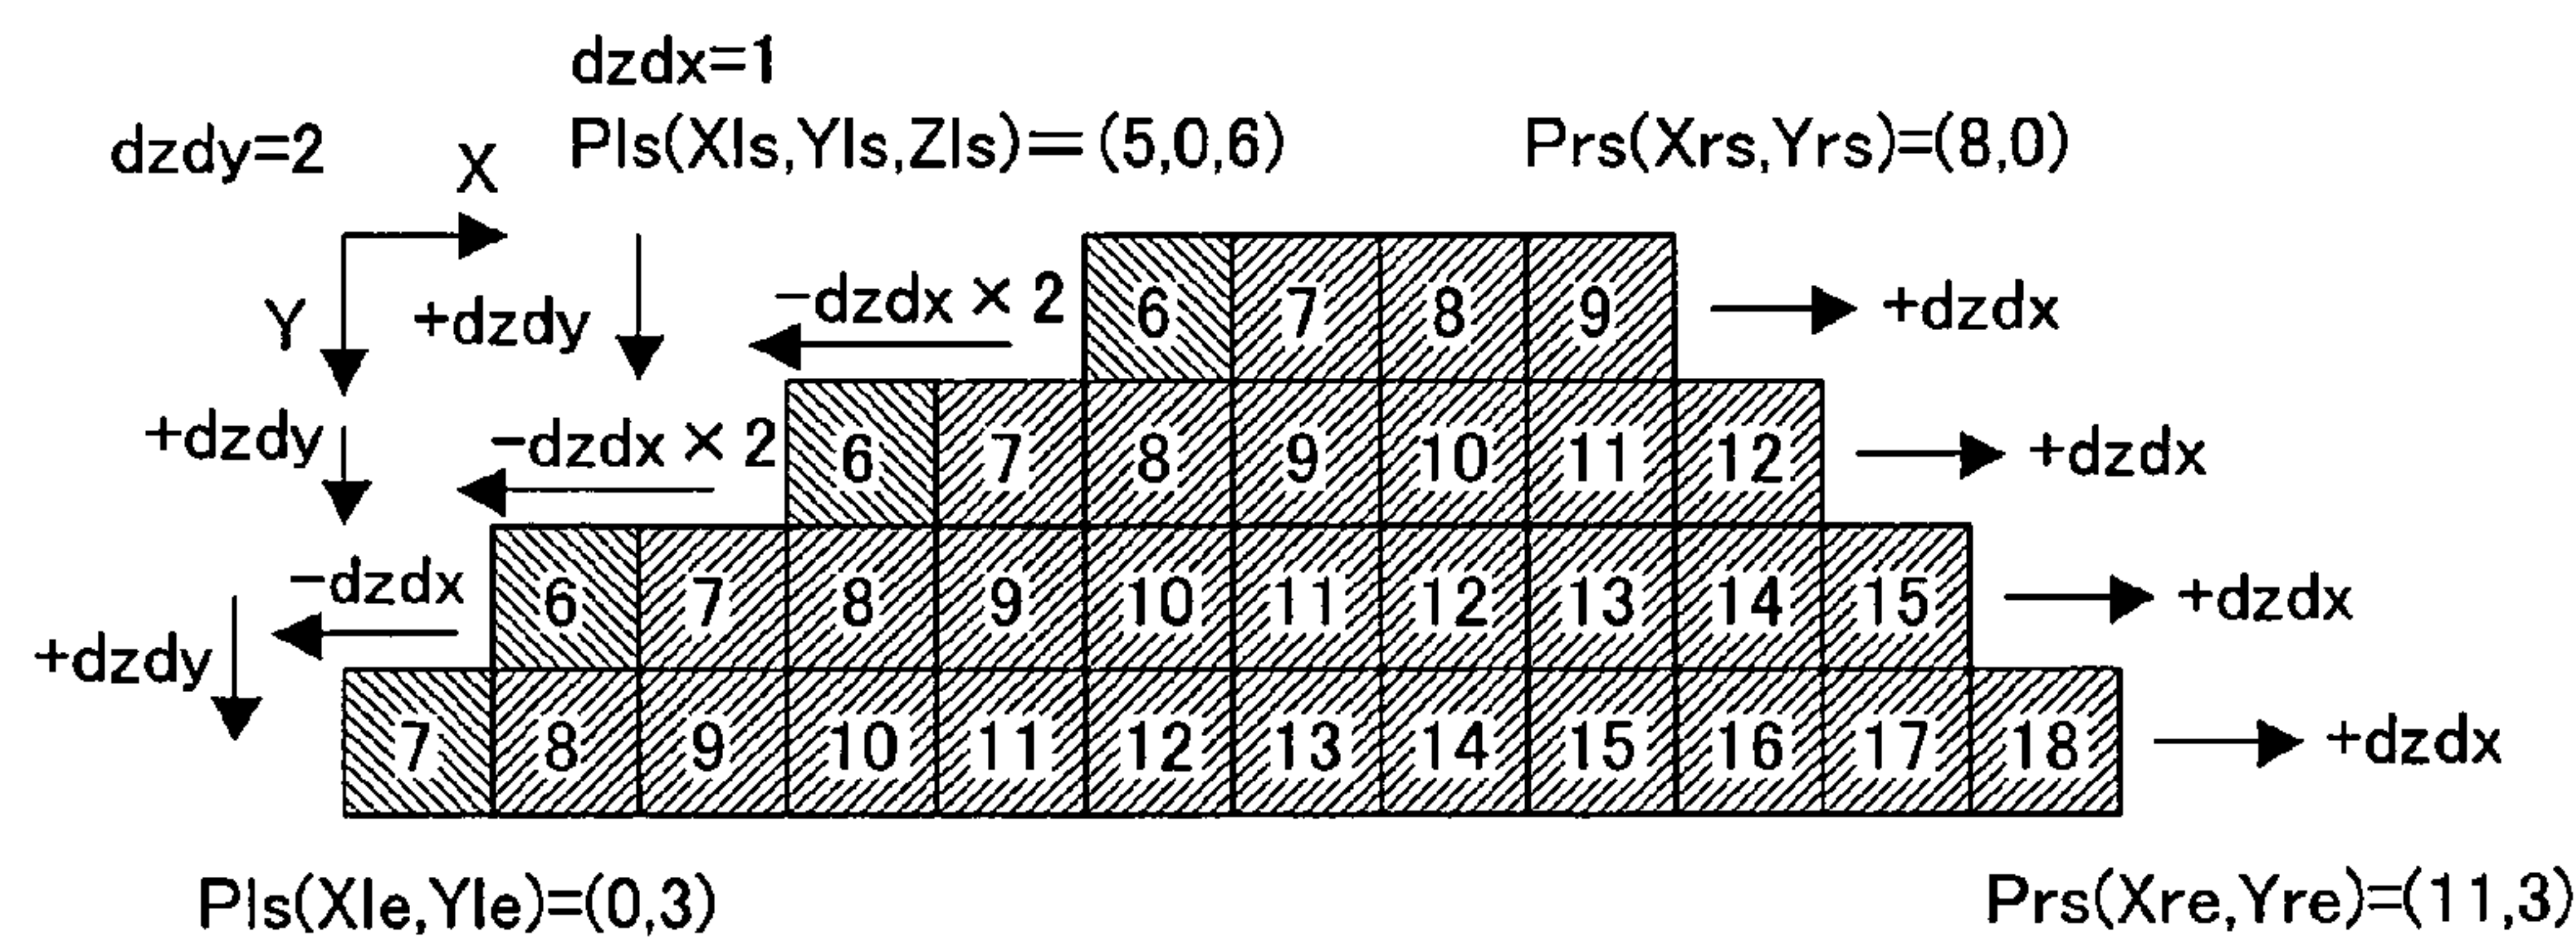 dzdx=1
dzdy=2
X
Pls(Xls,Yls,Zls)=(5,0,6)
Prs(Xrs,Yrs)=(8,0)
Y
+dzdy
-dzdx × 2
6 7 8 9
+dzdx
+dzdy
-dzdx × 2
6 7 8 9 10 11 12
+dzdx
-dzdx
6 7 8 9 10 11 12 13 14 15
+dzdx
+dzdy
7 8 9 10 11 12 13 14 15 16 17 18
+dzdx
Pls(Xle,Yle)=(0,3)
Prs(Xre,Yre)=(11,3)